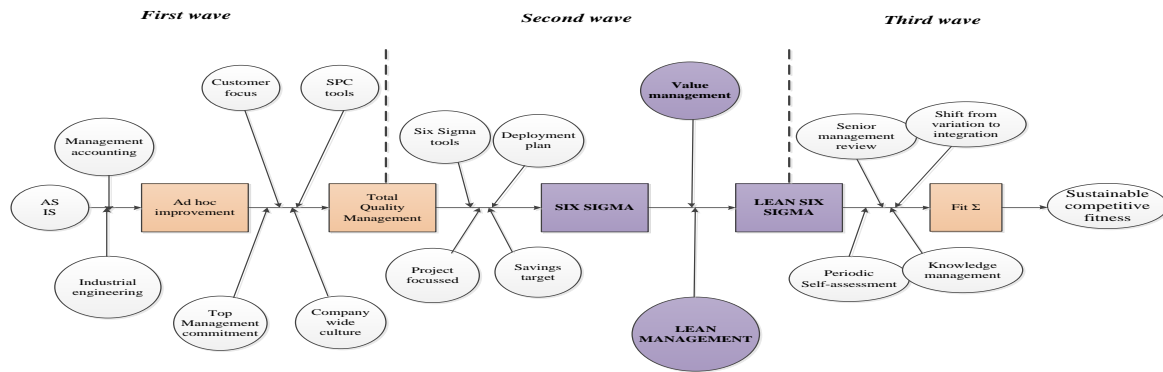 First wave
Second wave
Third wave
Customer
focus
SPC
tools
Value
management
Management
accounting
Six Sigma
tools
Deployment
plan
Senior
management
review
Shift from
variation to
integration
AS
IS
Ad hoc
improvement
Total
Quality
Management
SIX SIGMA
LEAN SIX
SIGMA
Fit Σ
Sustainable
competitive
fitness
Industrial
engineering
Top
Management
commitment
Company
wide
culture
Project
focussed
Savings
target
LEAN
MANAGEMENT
Periodic
Self-assessment
Knowledge
management